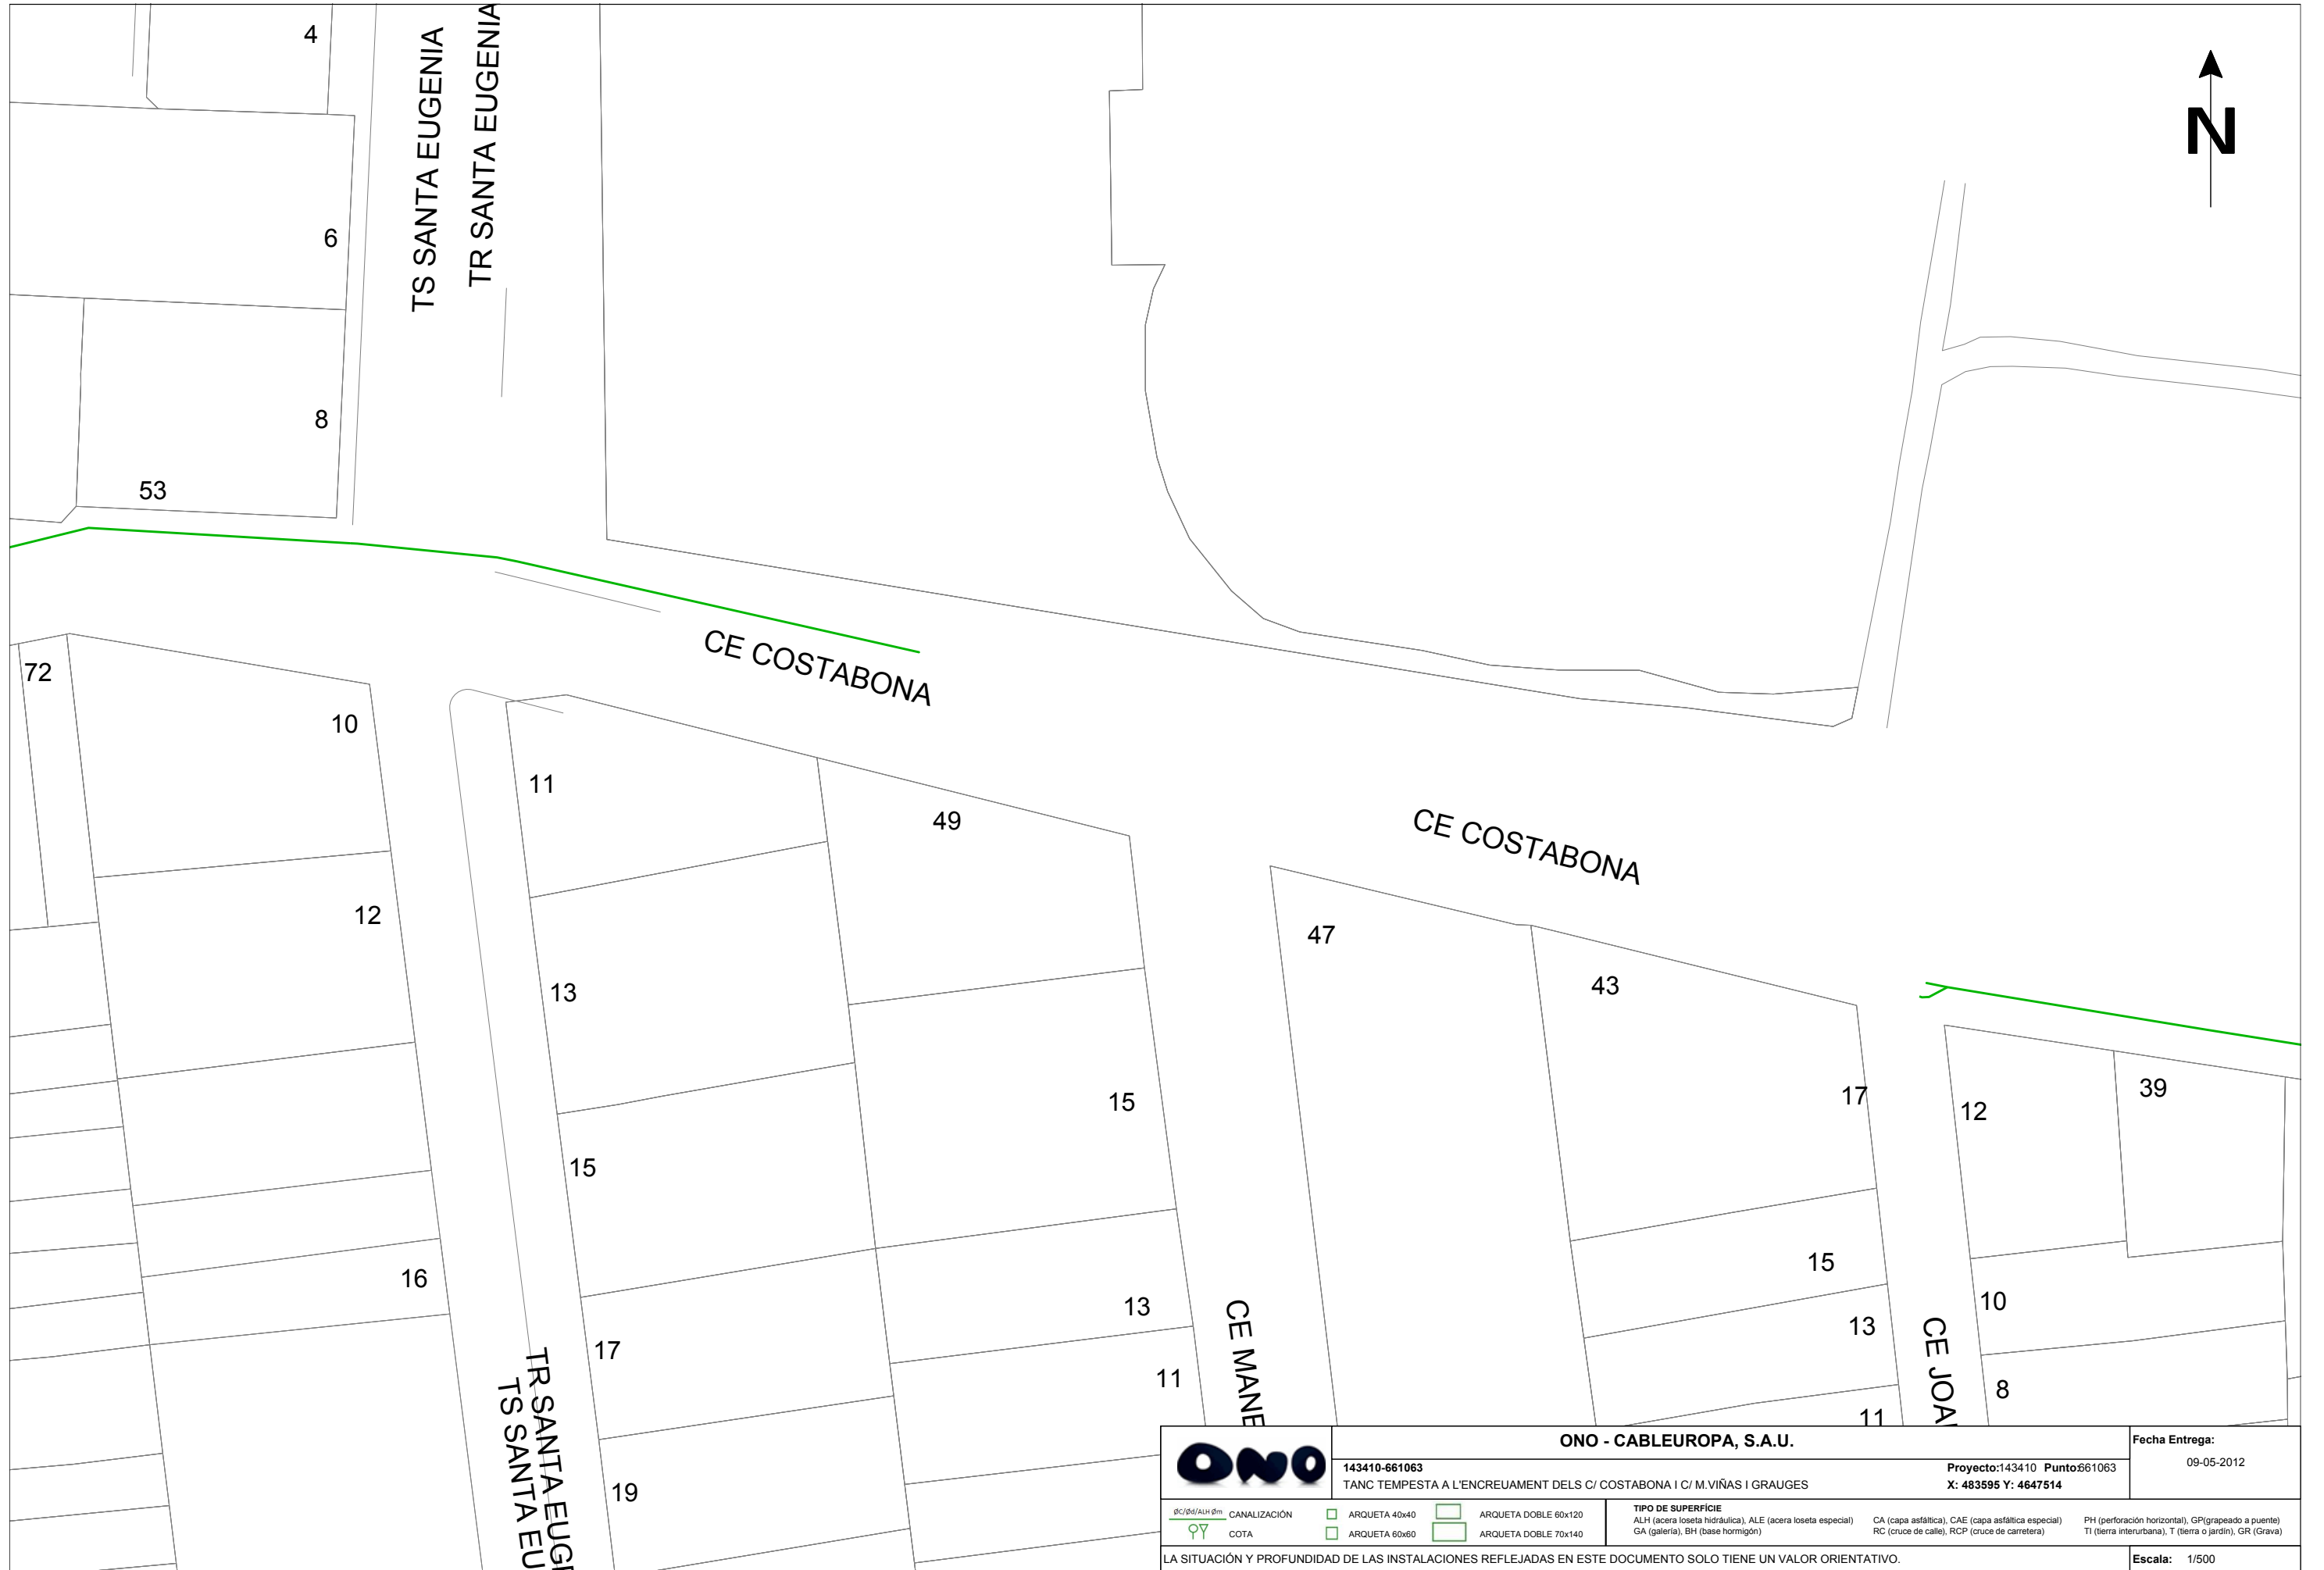 4
TS SANTA EUGENIA
TR SANTA EUGENIA
N
6
8
53
CE COSTABONA
72
10
11
49
CE COSTABONA
12
47
13
43
15
17
12
39
15
15
16
13
10
13
17
CE MANE
CE JOA
11
8
11
TR SANTA EUGE
TS SANTA EU
19
ONO
ONO - CABLEUROPA, S.A.U.
143410-661063
Proyecto:143410 Punto:661063
TANC TEMPESTA A L'ENCREUAMENT DELS C/ COSTABONA I C/ M.VIÑAS I GRAUGES
X: 483595 Y: 4647514
Fecha Entrega:
09-05-2012
ØC/Ød/ALH Øm CANALIZACIÓN
COTA
ARQUETA 40x40
ARQUETA 60x60
ARQUETA DOBLE 60x120
ARQUETA DOBLE 70x140
TIPO DE SUPERFÍCIE
ALH (acera loseta hidráulica), ALE (acera loseta especial)
GA (galería), BH (base hormigón)
CA (capa asfáltica), CAE (capa asfáltica especial)
RC (cruce de calle), RCP (cruce de carretera)
PH (perforación horizontal), GP(grapeado a puente)
TI (tierra interurbana), T (tierra o jardín), GR (Grava)
LA SITUACIÓN Y PROFUNDIDAD DE LAS INSTALACIONES REFLEJADAS EN ESTE DOCUMENTO SOLO TIENE UN VALOR ORIENTATIVO.
Escala: 1/500